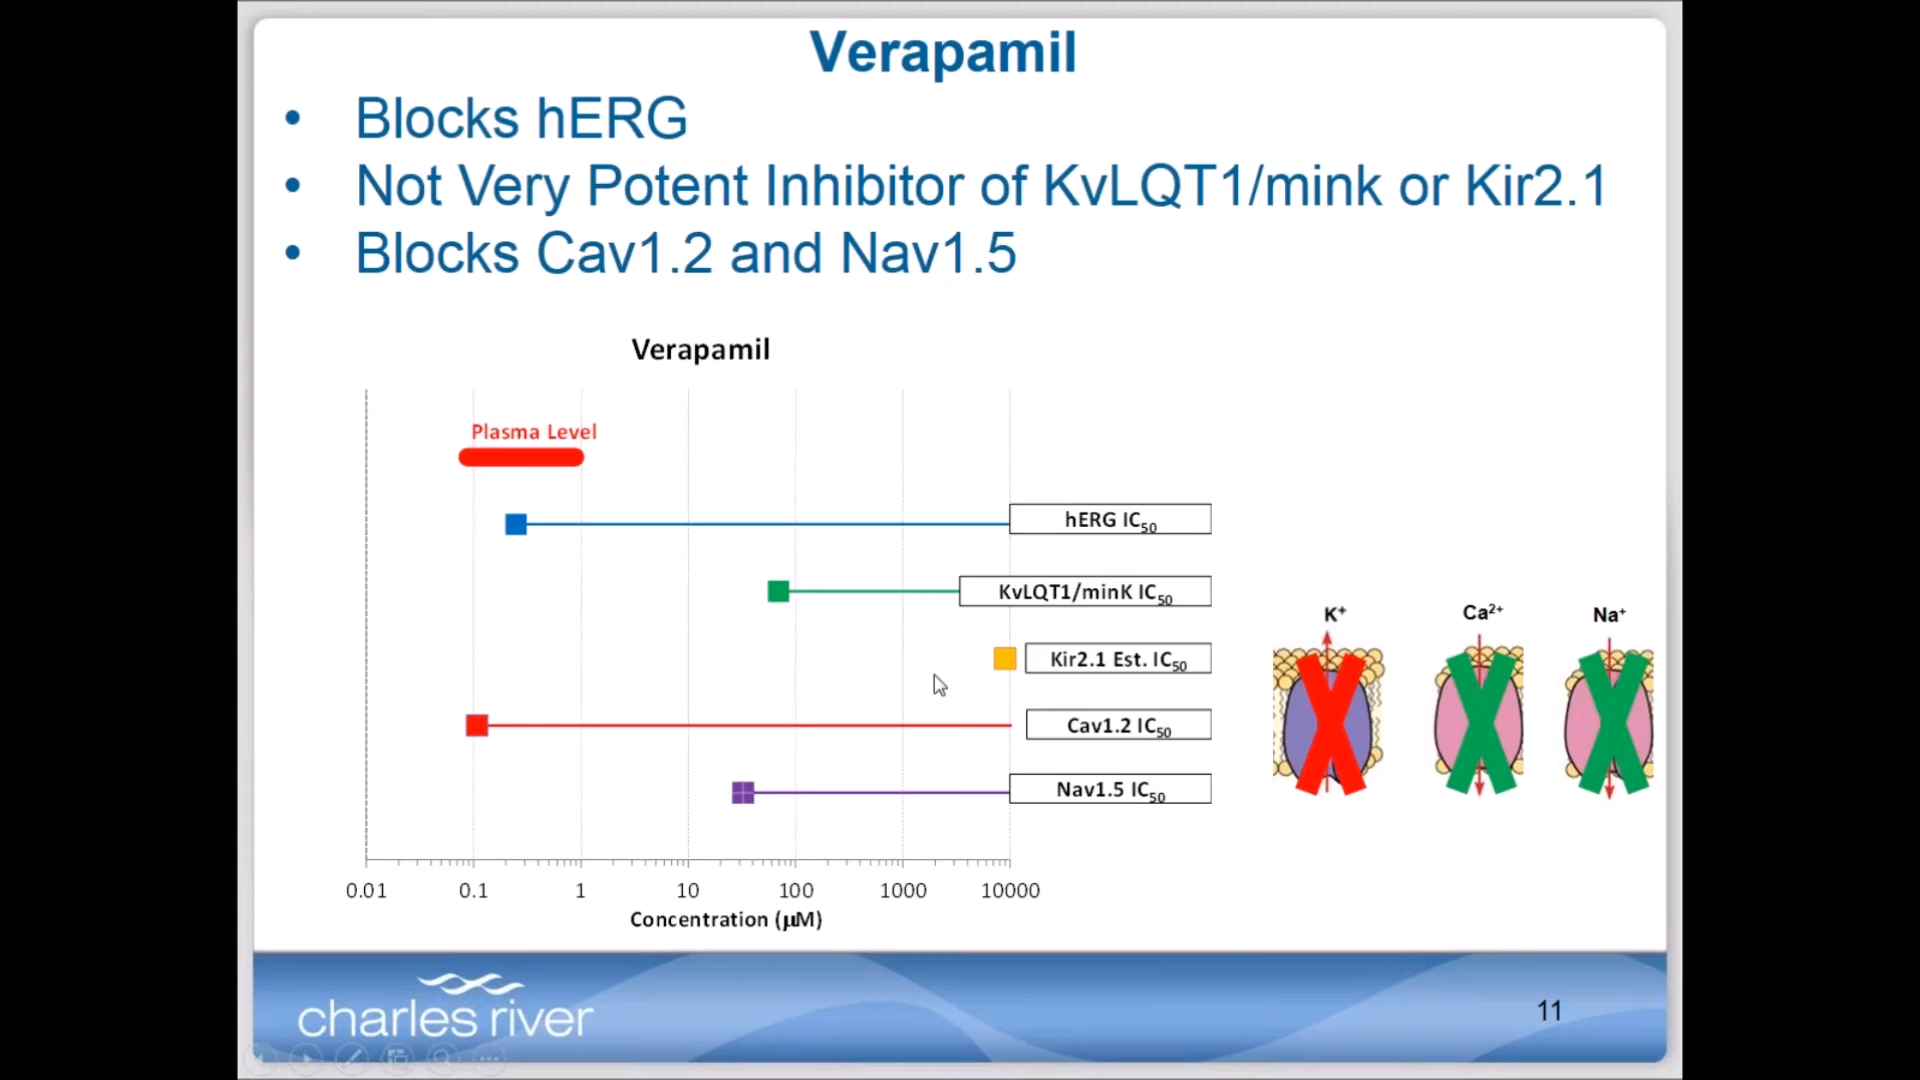 Verapamil
• Blocks hERG
• Not Very Potent Inhibitor of KvLQT1/mink or Kir2.1
• Blocks Cav1.2 and Nav1.5
Verapamil
Plasma Level
hERG IC50
KvLQT1/minK IC50
Kir2.1 Est. IC50
Cav1.2 IC50
Nav1.5 IC50
K+
Ca2+
Na+
0.01 0.1 1 10 100 1000 10000
Concentration (μM)
charles river
11